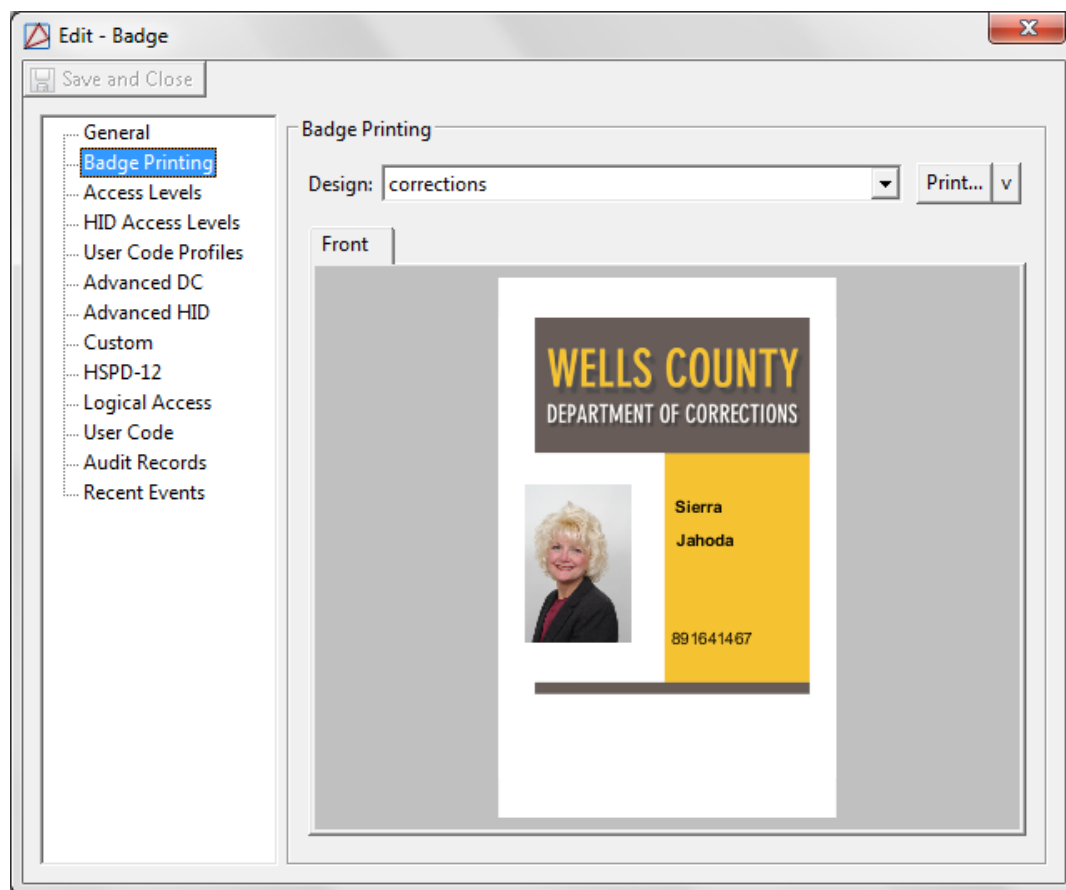 Edit - Badge
X
Save and Close
General
Badge Printing
Access Levels
HID Access Levels
User Code Profiles
Advanced DC
Advanced HID
Custom
HSPD-12
Logical Access
User Code
Audit Records
Recent Events
Badge Printing
Design: corrections Print... v
Front
WELLS COUNTY
DEPARTMENT OF CORRECTIONS
Sierra
Jahoda
891641467